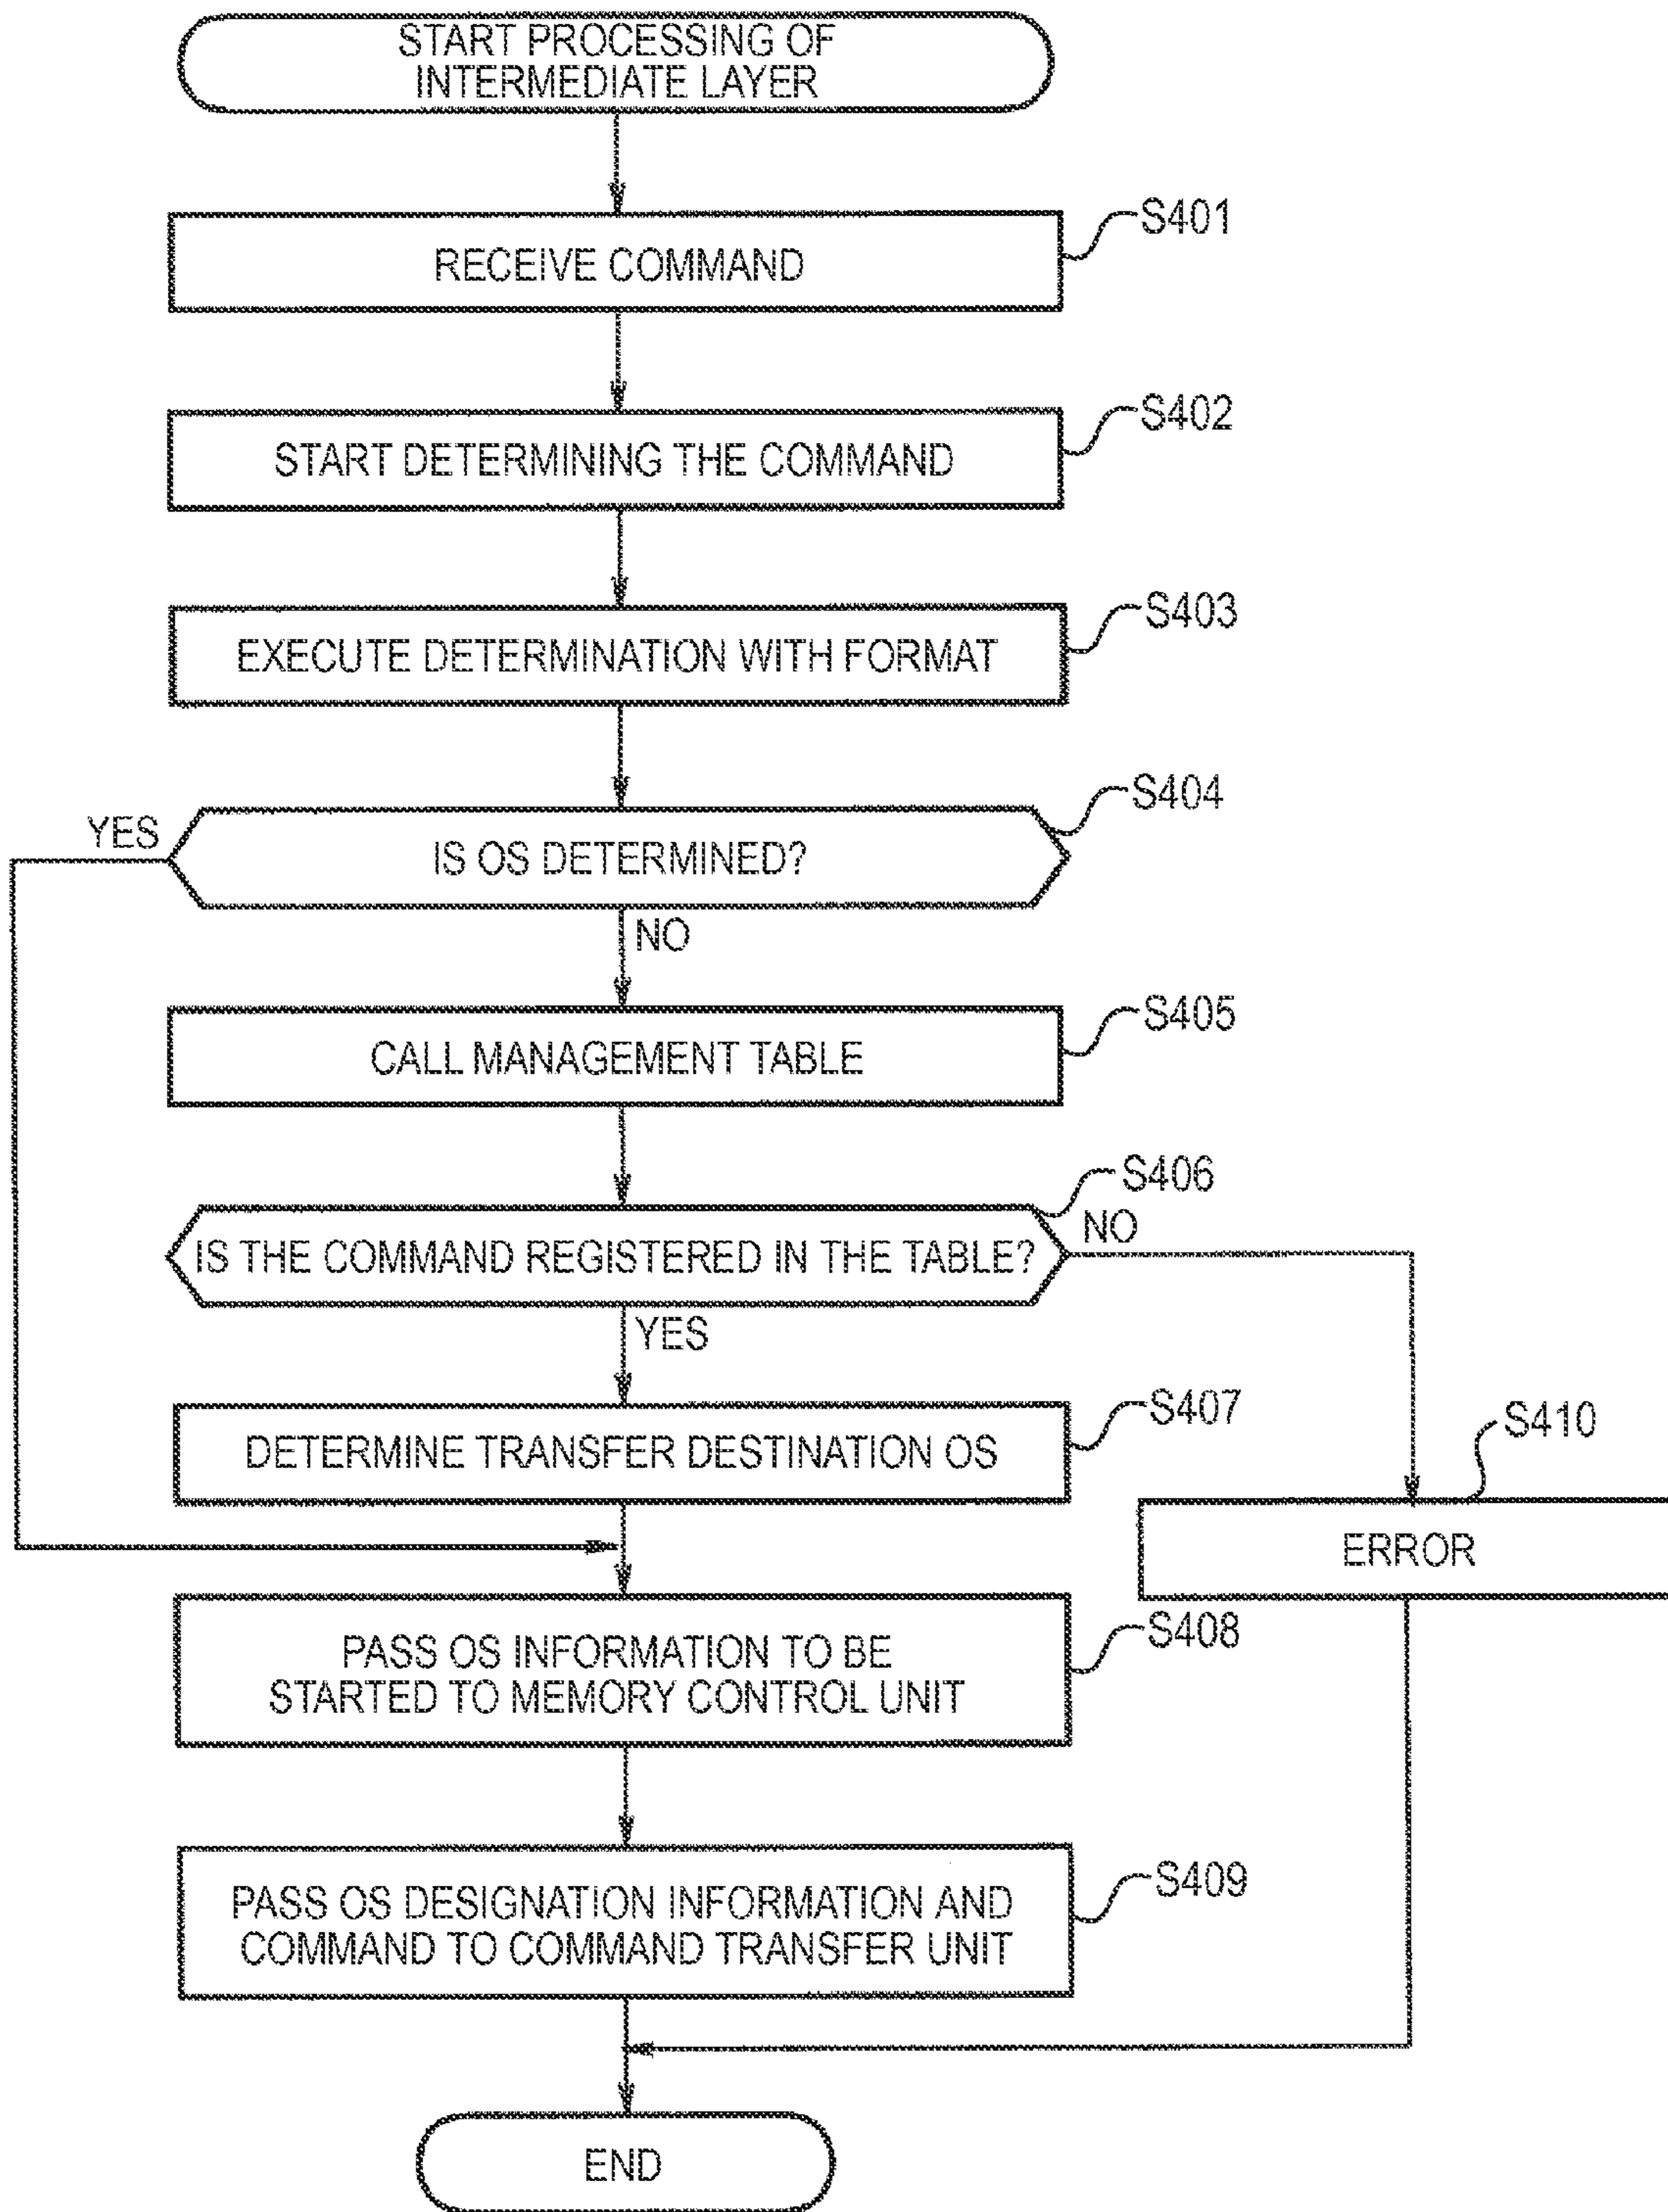 START PROCESSING OF
INTERMEDIATE LAYER
S401
RECEIVE COMMAND
S402
START DETERMINING THE COMMAND
S403
EXECUTE DETERMINATION WITH FORMAT
S404
YES
IS OS DETERMINED?
NO
S405
CALL MANAGEMENT TABLE
S406
NO
IS THE COMMAND REGISTERED IN THE TABLE?
YES
S407
DETERMINE TRANSFER DESTINATION OS
S410
ERROR
S408
PASS OS INFORMATION TO BE
STARTED TO MEMORY CONTROL UNIT
S409
PASS OS DESIGNATION INFORMATION AND
COMMAND TO COMMAND TRANSFER UNIT
END